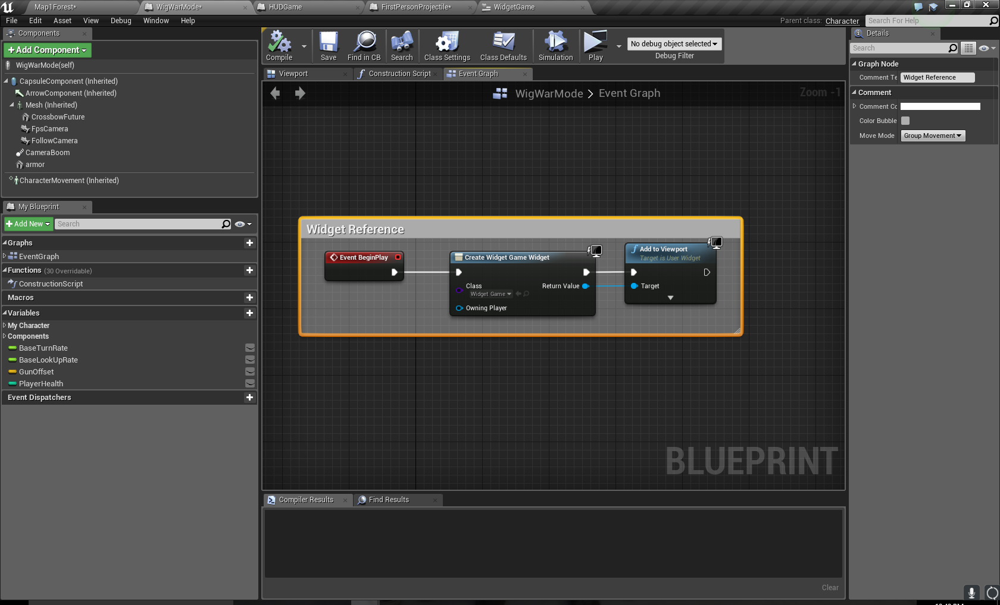 Map1Forest*
WigWarMode*
HUDGame
FirstPersonProjectile*
WidgetGame
File Edit Asset View Debug Window Help
Parent class: Character
Search For Help
Components
+ Add Component
WigWarMode(self)
CapsuleComponent (Inherited)
ArrowComponent (Inherited)
Mesh (Inherited)
CrossbowFuture
FpsCamera
FollowCamera
CameraBoom
armor
CharacterMovement (Inherited)
My Blueprint
+ Add New
Search
Graphs
EventGraph
Functions (30 Overridable)
ConstructionScript
Macros
Variables
My Character
Components
BaseTurnRate
BaseLookUpRate
GunOffset
PlayerHealth
Event Dispatchers
Compile
Save
Find in CB
Search
Class Settings
Class Defaults
Simulation
Play
No debug object selected
Debug Filter
Viewport
Construction Script
Event Graph
WigWarMode > Event Graph
Zoom -1
Widget Reference
Event BeginPlay
Create Widget Game Widget
Class
Widget Game
Return Value
Owning Player
Add to Viewport
Target is User Widget
Target
BLUEPRINT
Compiler Results
Find Results
Clear
Details
Search
Graph Node
Comment Te
Widget Reference
Comment
Comment Co
Color Bubble
Move Mode
Group Movement